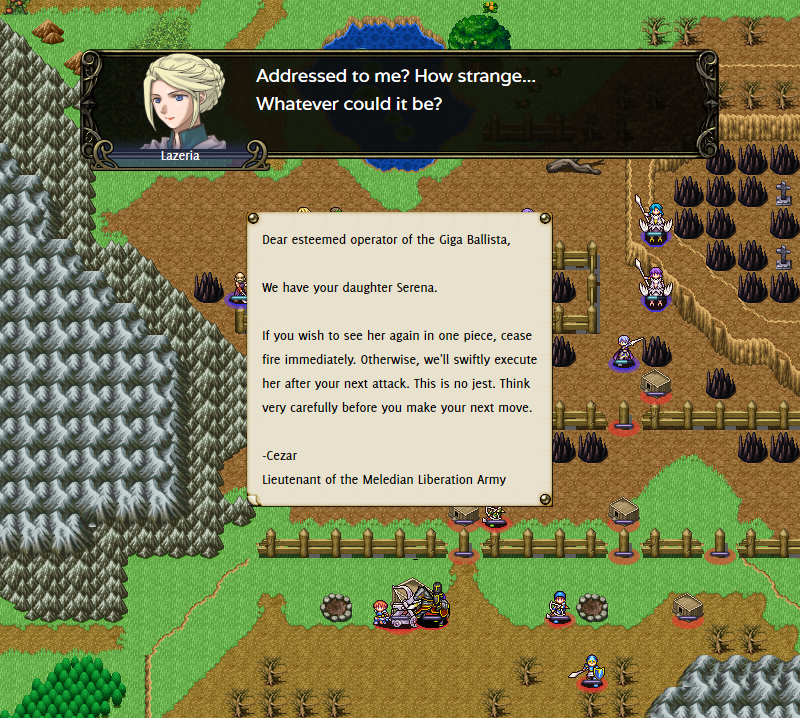 Addressed to me? How strange...
Whatever could it be?
Lazeria
Dear esteemed operator of the Giga Ballista,
We have your daughter Serena.
If you wish to see her again in one piece, cease
fire immediately. Otherwise, we'll swiftly execute
her after your next attack. This is no jest. Think
very carefully before you make your next move.
-Cezar
Lieutenant of the Meledian Liberation Army